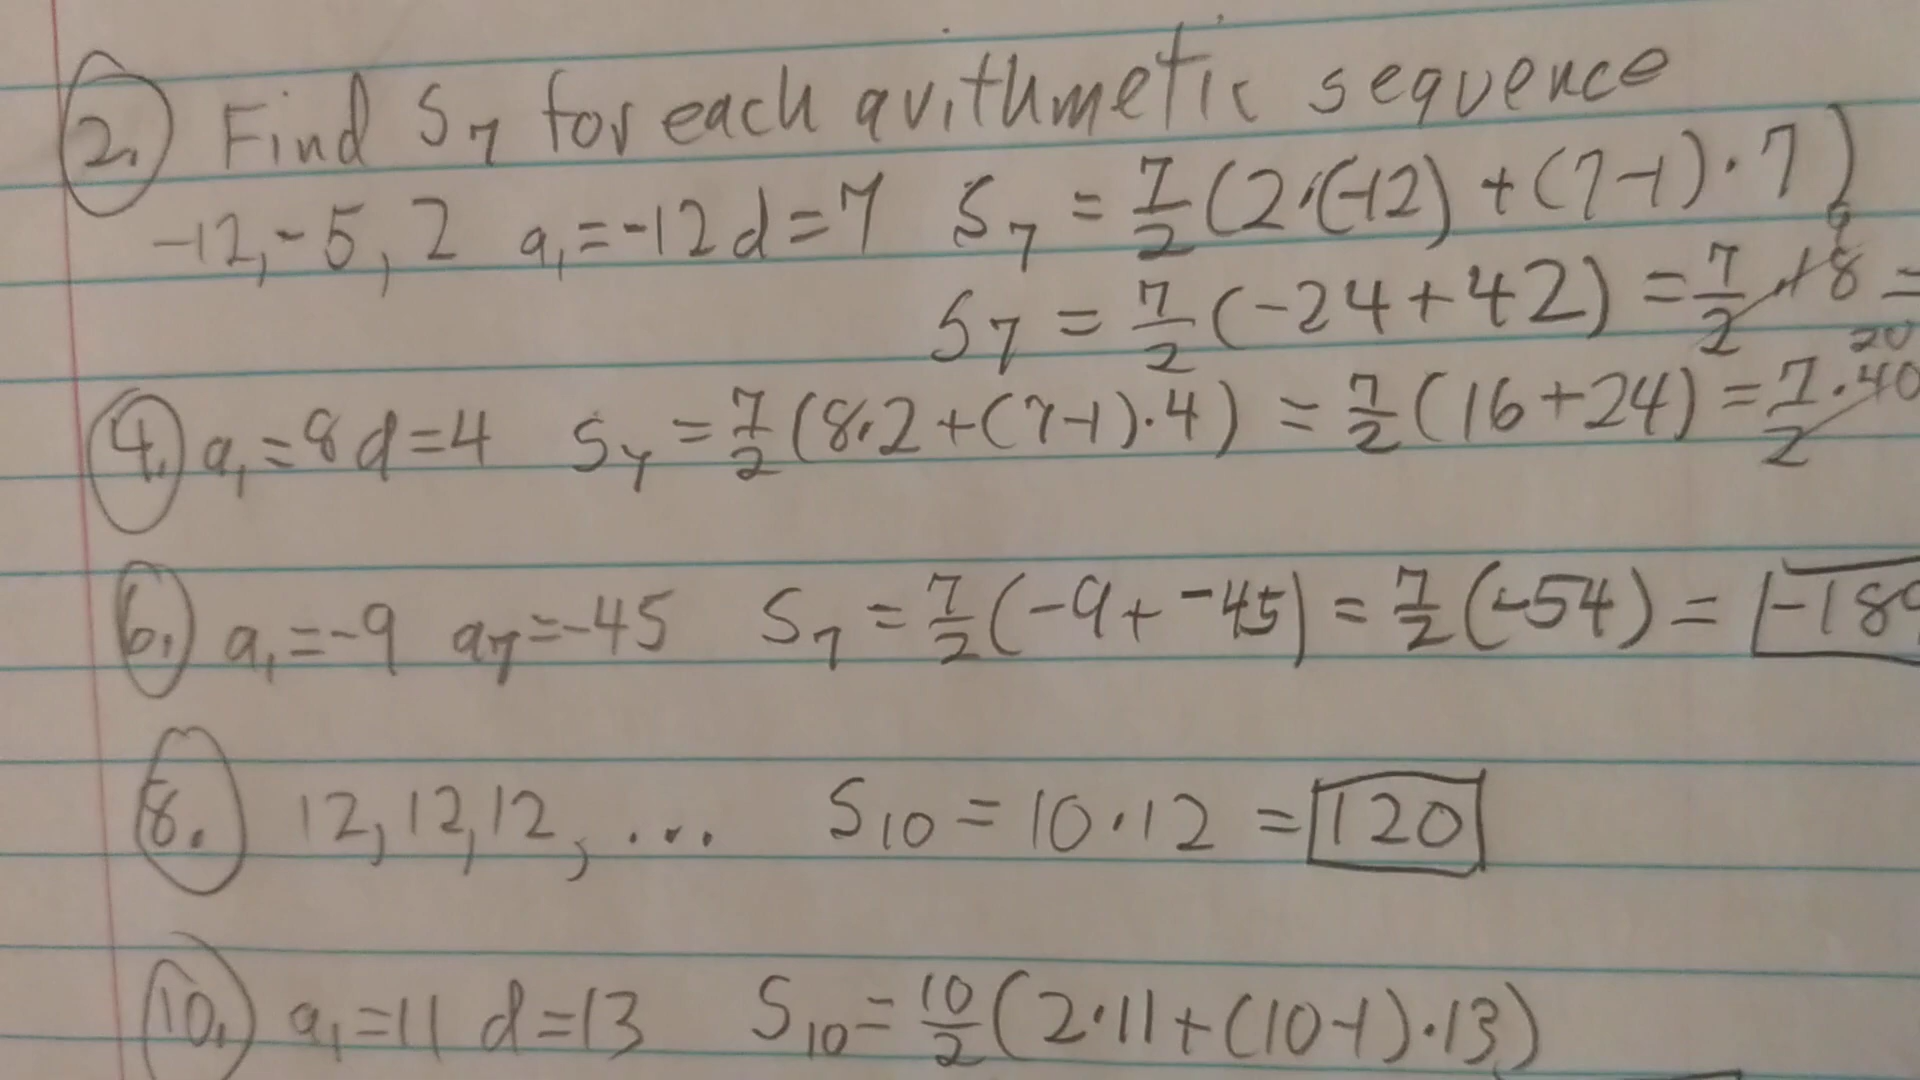 2. Find S7 for each arithmetic sequence
-12, -5, 2 a1 = -12 d = 7 S7 = 7/2 (2·(-12) + (7-1)·7)
S7 = 7/2 (-24 + 42) = 7/2 · 18 9 =
4. a1 = 8 d = 4 S7 = 7/2 (8·2 + (7-1)·4) = 7/2 (16 + 24) = 7/2 · 40 20
6. a1 = -9 a7 = -45 S7 = 7/2 (-9 + -45) = 7/2 (-54) = -189
8. 12, 12, 12, ... S10 = 10·12 = 120
10. a1 = 11 d = 13 S10 = 10/2 (2·11 + (10-1)·13)